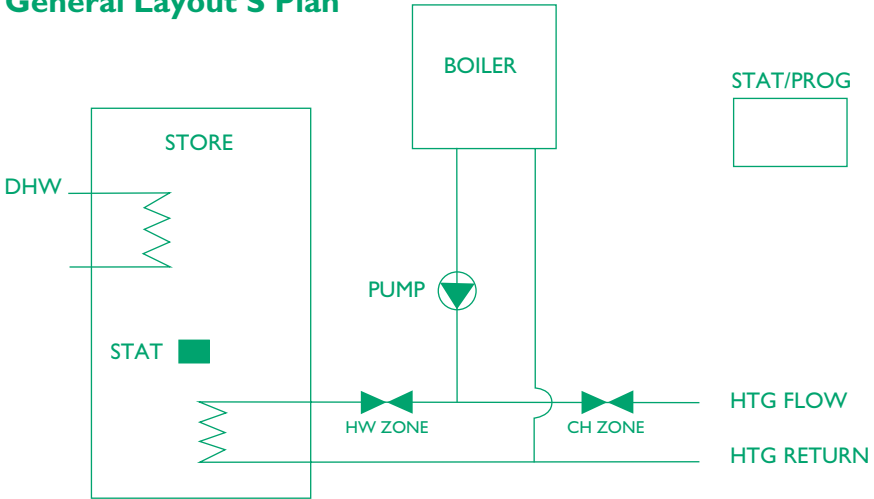 General Layout S Plan
BOILER
STAT/PROG
STORE
DHW
PUMP
STAT
HW ZONE
CH ZONE
HTG FLOW
HTG RETURN